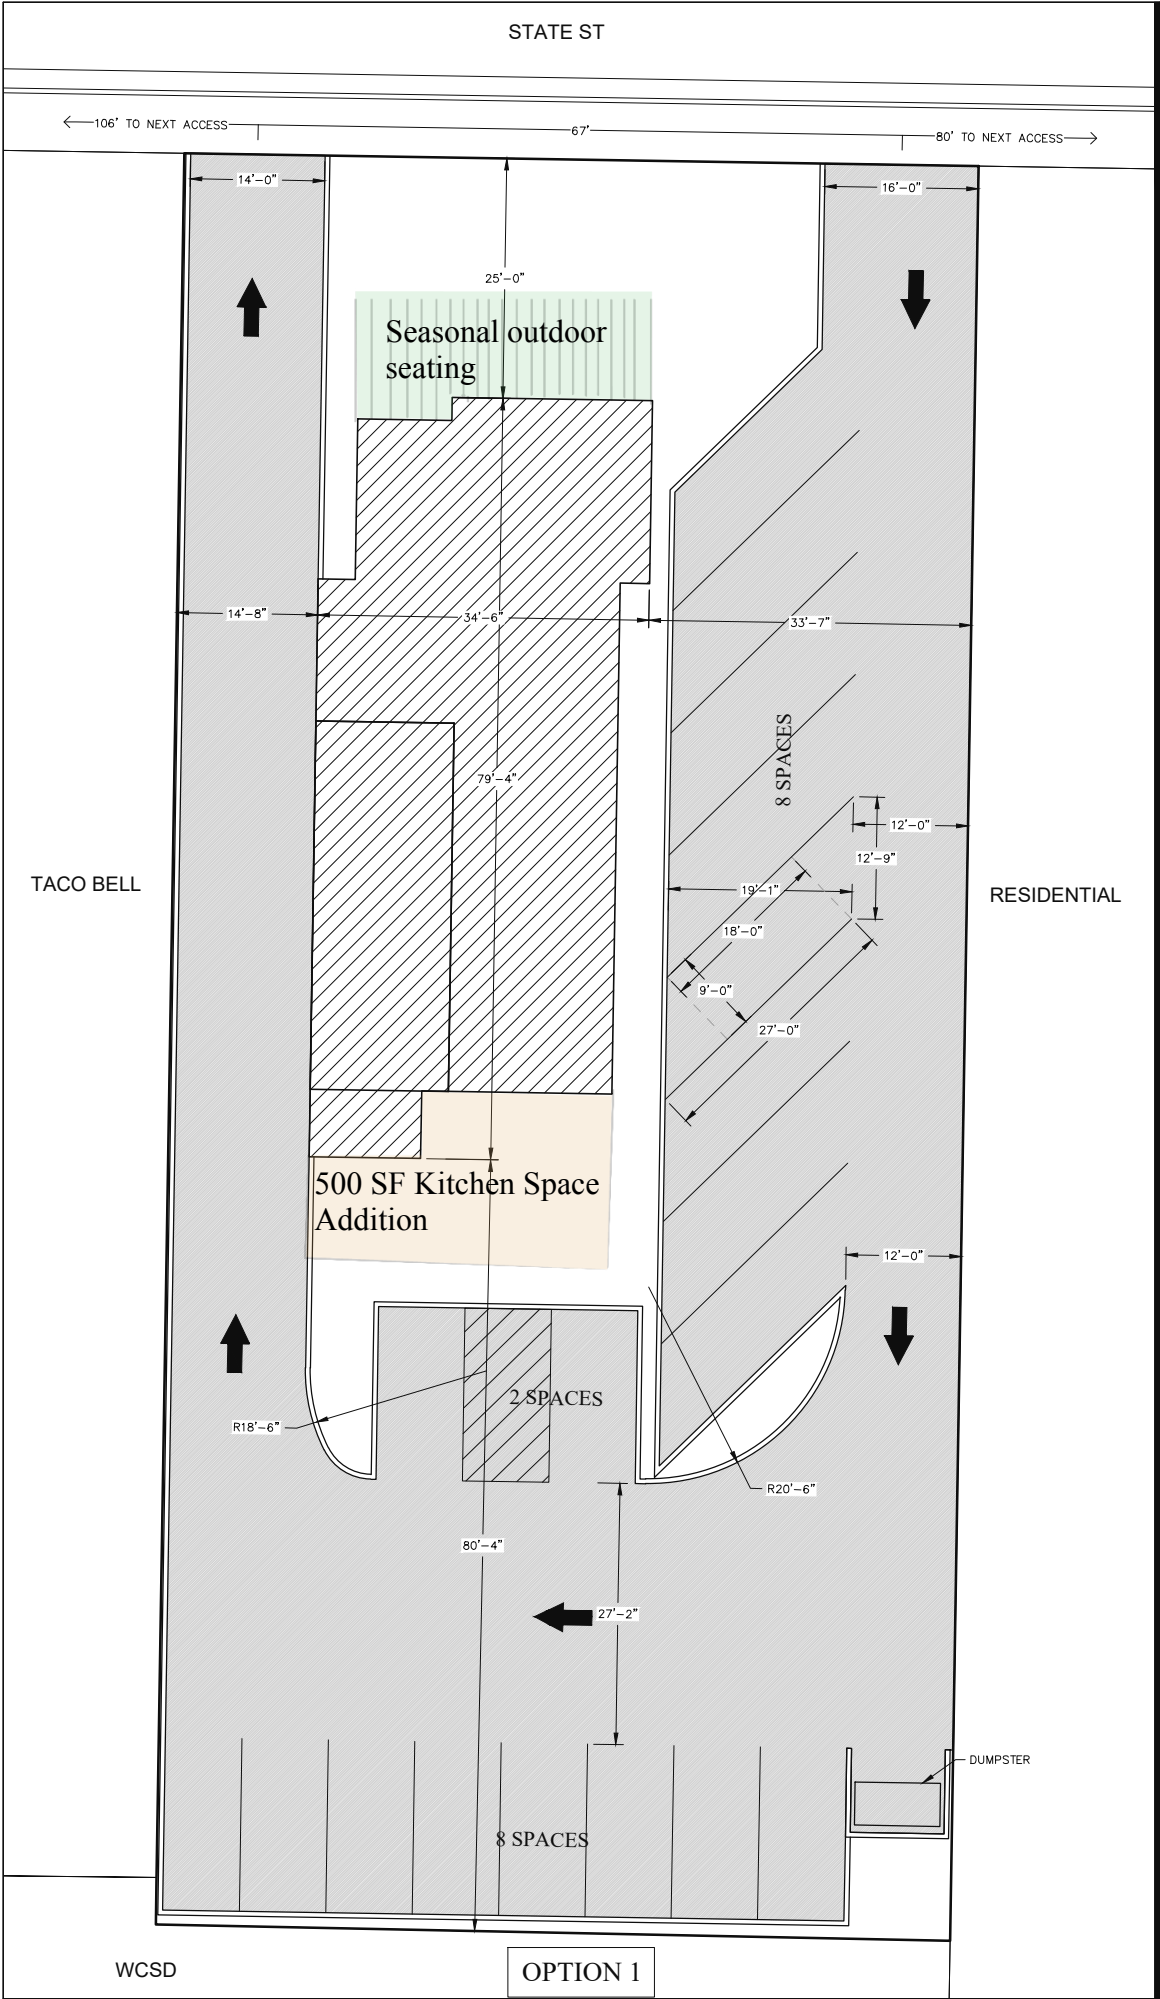 STATE ST
106' TO NEXT ACCESS
67'
80' TO NEXT ACCESS
14'-0"
16'-0"
25'-0"
Seasonal outdoor
seating
14'-8"
34'-6"
33'-7"
8 SPACES
79'-4"
12'-0"
12'-9"
TACO BELL
19'-1"
RESIDENTIAL
18'-0"
9'-0"
27'-0"
500 SF Kitchen Space
Addition
12'-0"
2 SPACES
R18'-6"
R20'-6"
80'-4"
27'-2"
DUMPSTER
8 SPACES
WCSD
OPTION 1